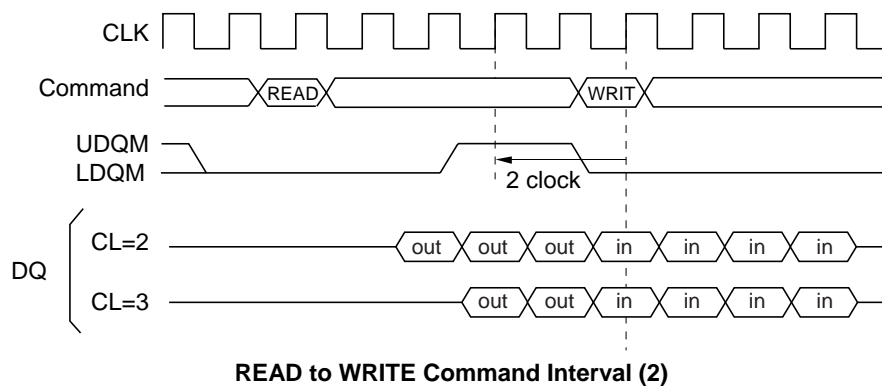 CLK
Command READ WRIT
UDQM
LDQM
2 clock
DQ
CL=2 out out out in in in in
CL=3 out out in in in in
READ to WRITE Command Interval (2)